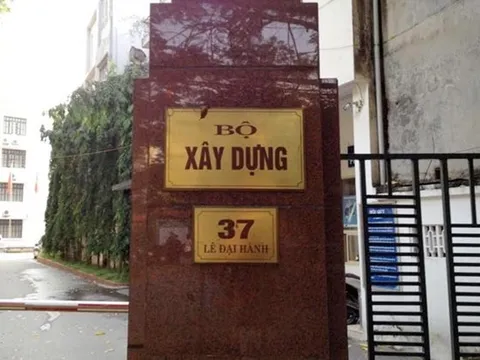 BỘ
XÂY DỰNG
37
LÊ ĐẠI HÀNH